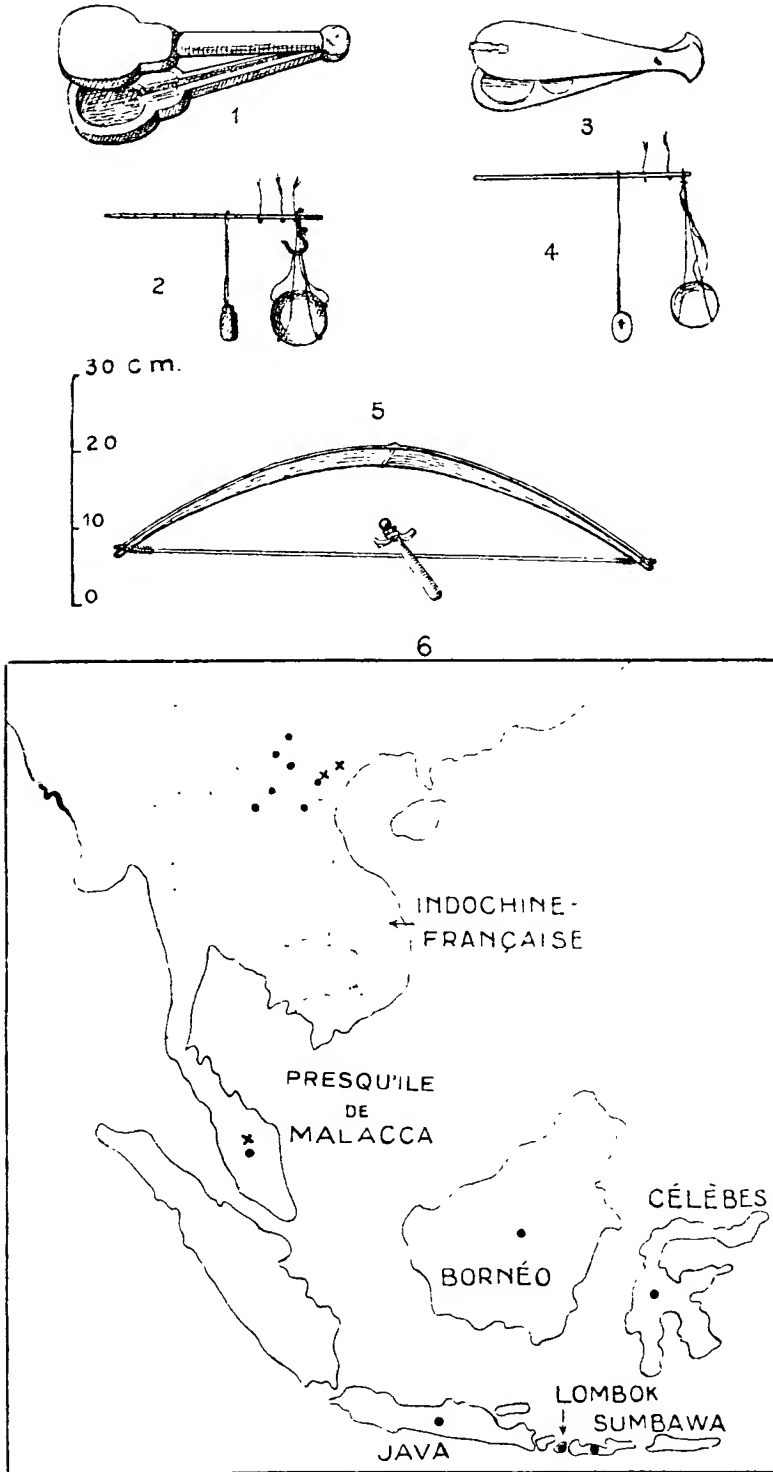 1
3
2
4
30 cm.
20
10
0
5
6
INDOCHINE-
FRANÇAISE
PRESQU'ILE
DE
MALACCA
CÉLÈBES
BORNÉO
LOMBOK
SUMBAWA
JAVA